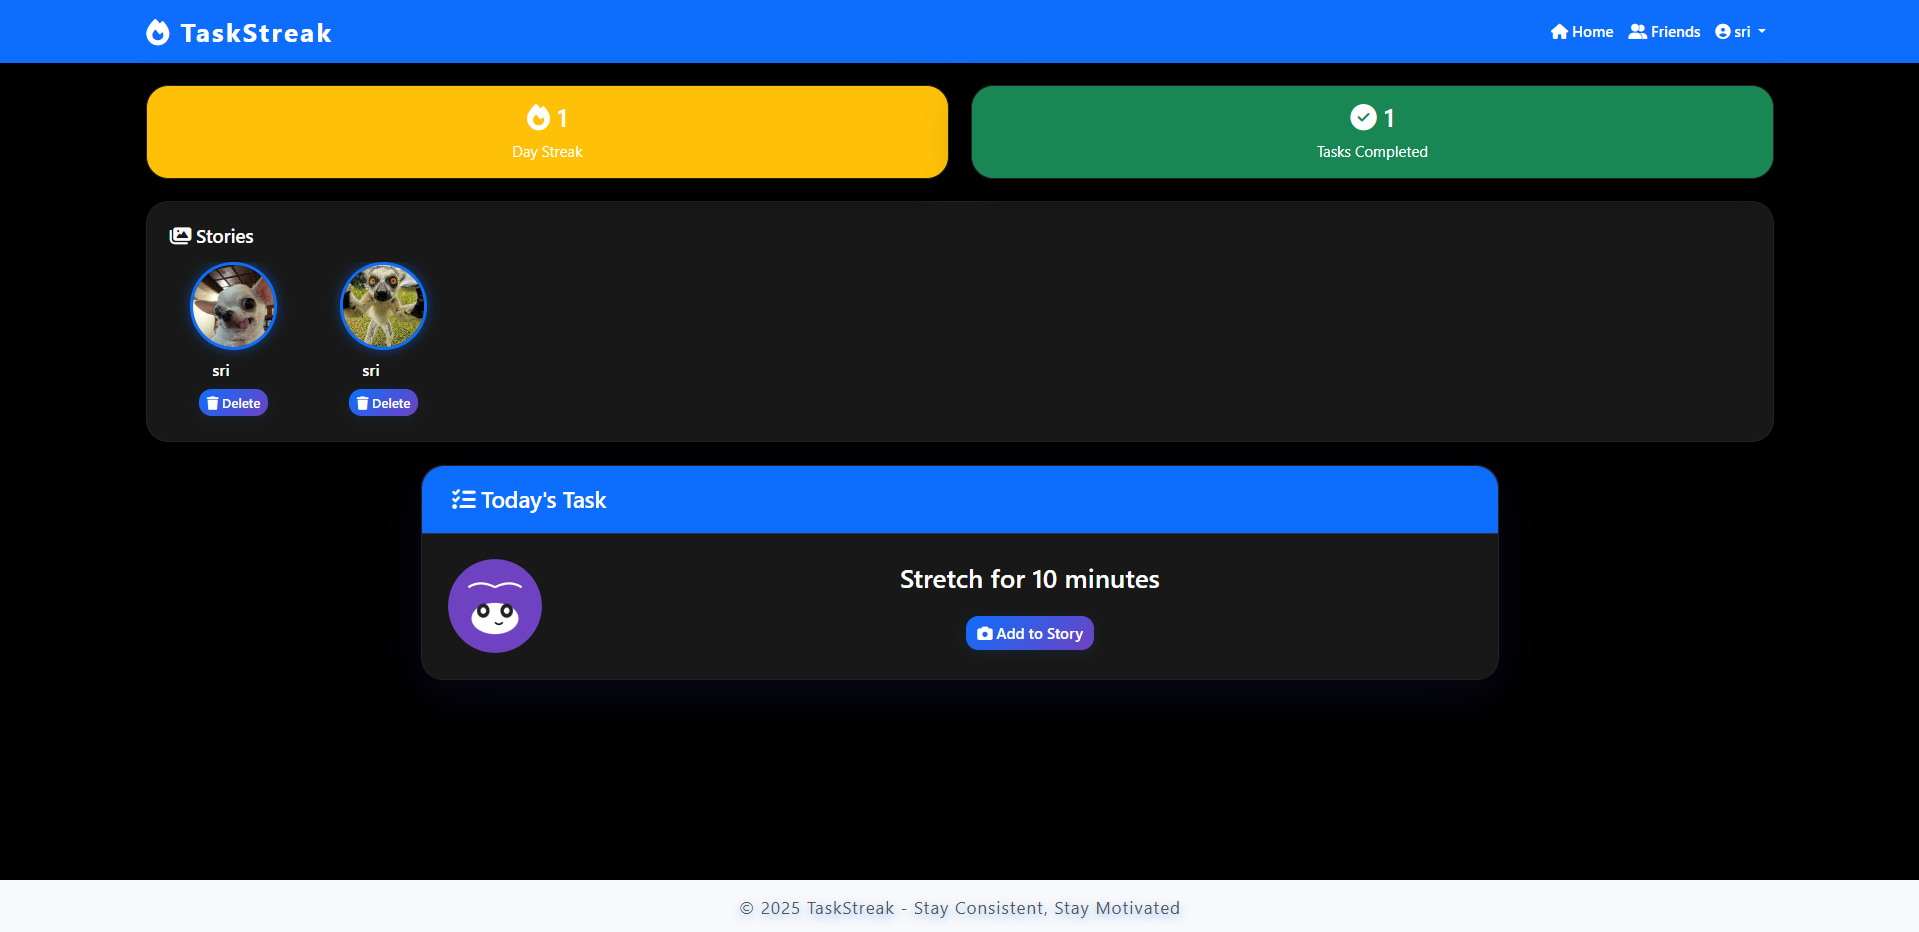 TaskStreak
Home Friends sri
1
Day Streak
1
Tasks Completed
Stories
sri
Delete
sri
Delete
Today's Task
Stretch for 10 minutes
Add to Story
© 2025 TaskStreak - Stay Consistent, Stay Motivated